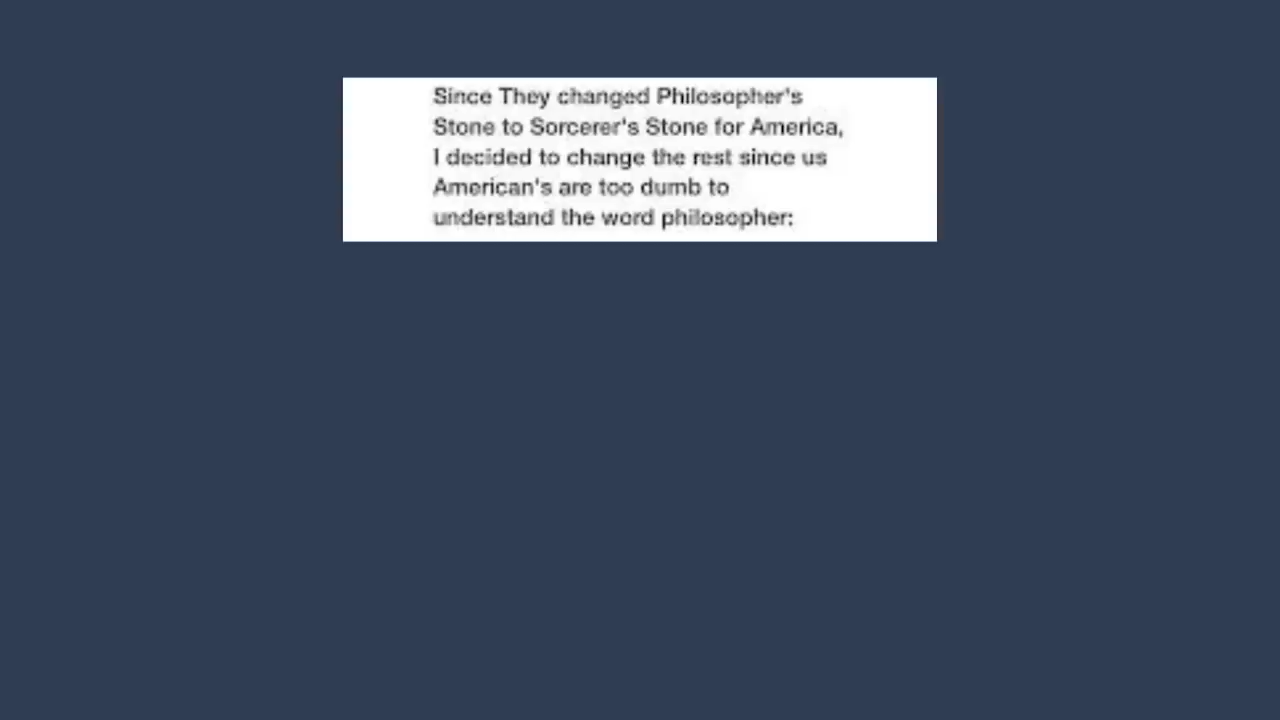 Since They changed Philosopher's
Stone to Sorcerer's Stone for America,
I decided to change the rest since us
American's are too dumb to
understand the word philosopher: